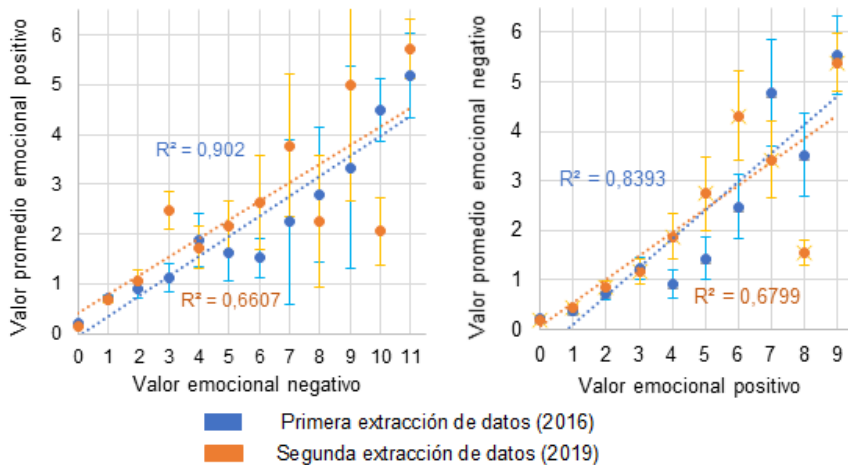 Valor promedio emocional positivo
6
5
4
3
2
1
0
R² = 0,902
R² = 0,6607
0 1 2 3 4 5 6 7 8 9 10 11
Valor emocional negativo
Valor promedio emocional negativo
6
5
4
3
2
1
0
R² = 0,8393
R² = 0,6799
0 1 2 3 4 5 6 7 8 9
Valor emocional positivo
Primera extracción de datos (2016)
Segunda extracción de datos (2019)